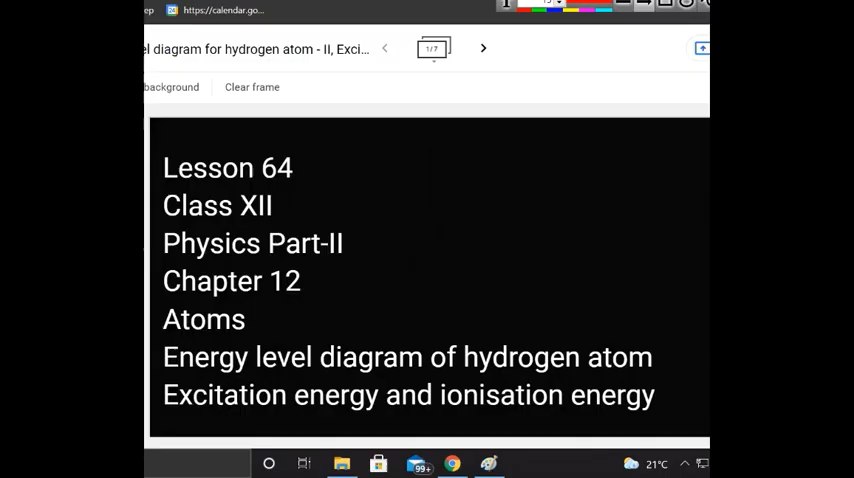 ep https://calendar.go...
el diagram for hydrogen atom - II, Exci...
1/7
background Clear frame
Lesson 64
Class XII
Physics Part-II
Chapter 12
Atoms
Energy level diagram of hydrogen atom
Excitation energy and ionisation energy
99+
21°C